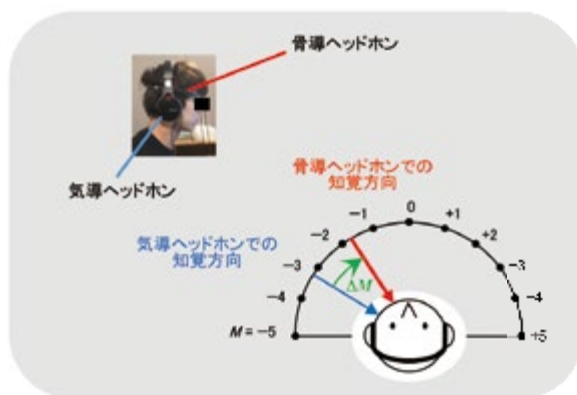 骨導ヘッドホン
気導ヘッドホン
骨導ヘッドホンでの
知覚方向
気導ヘッドホンでの
知覚方向
0
−1
+1
−2
+2
−3
-3
−4
-4
ΔM
M = −5
+5